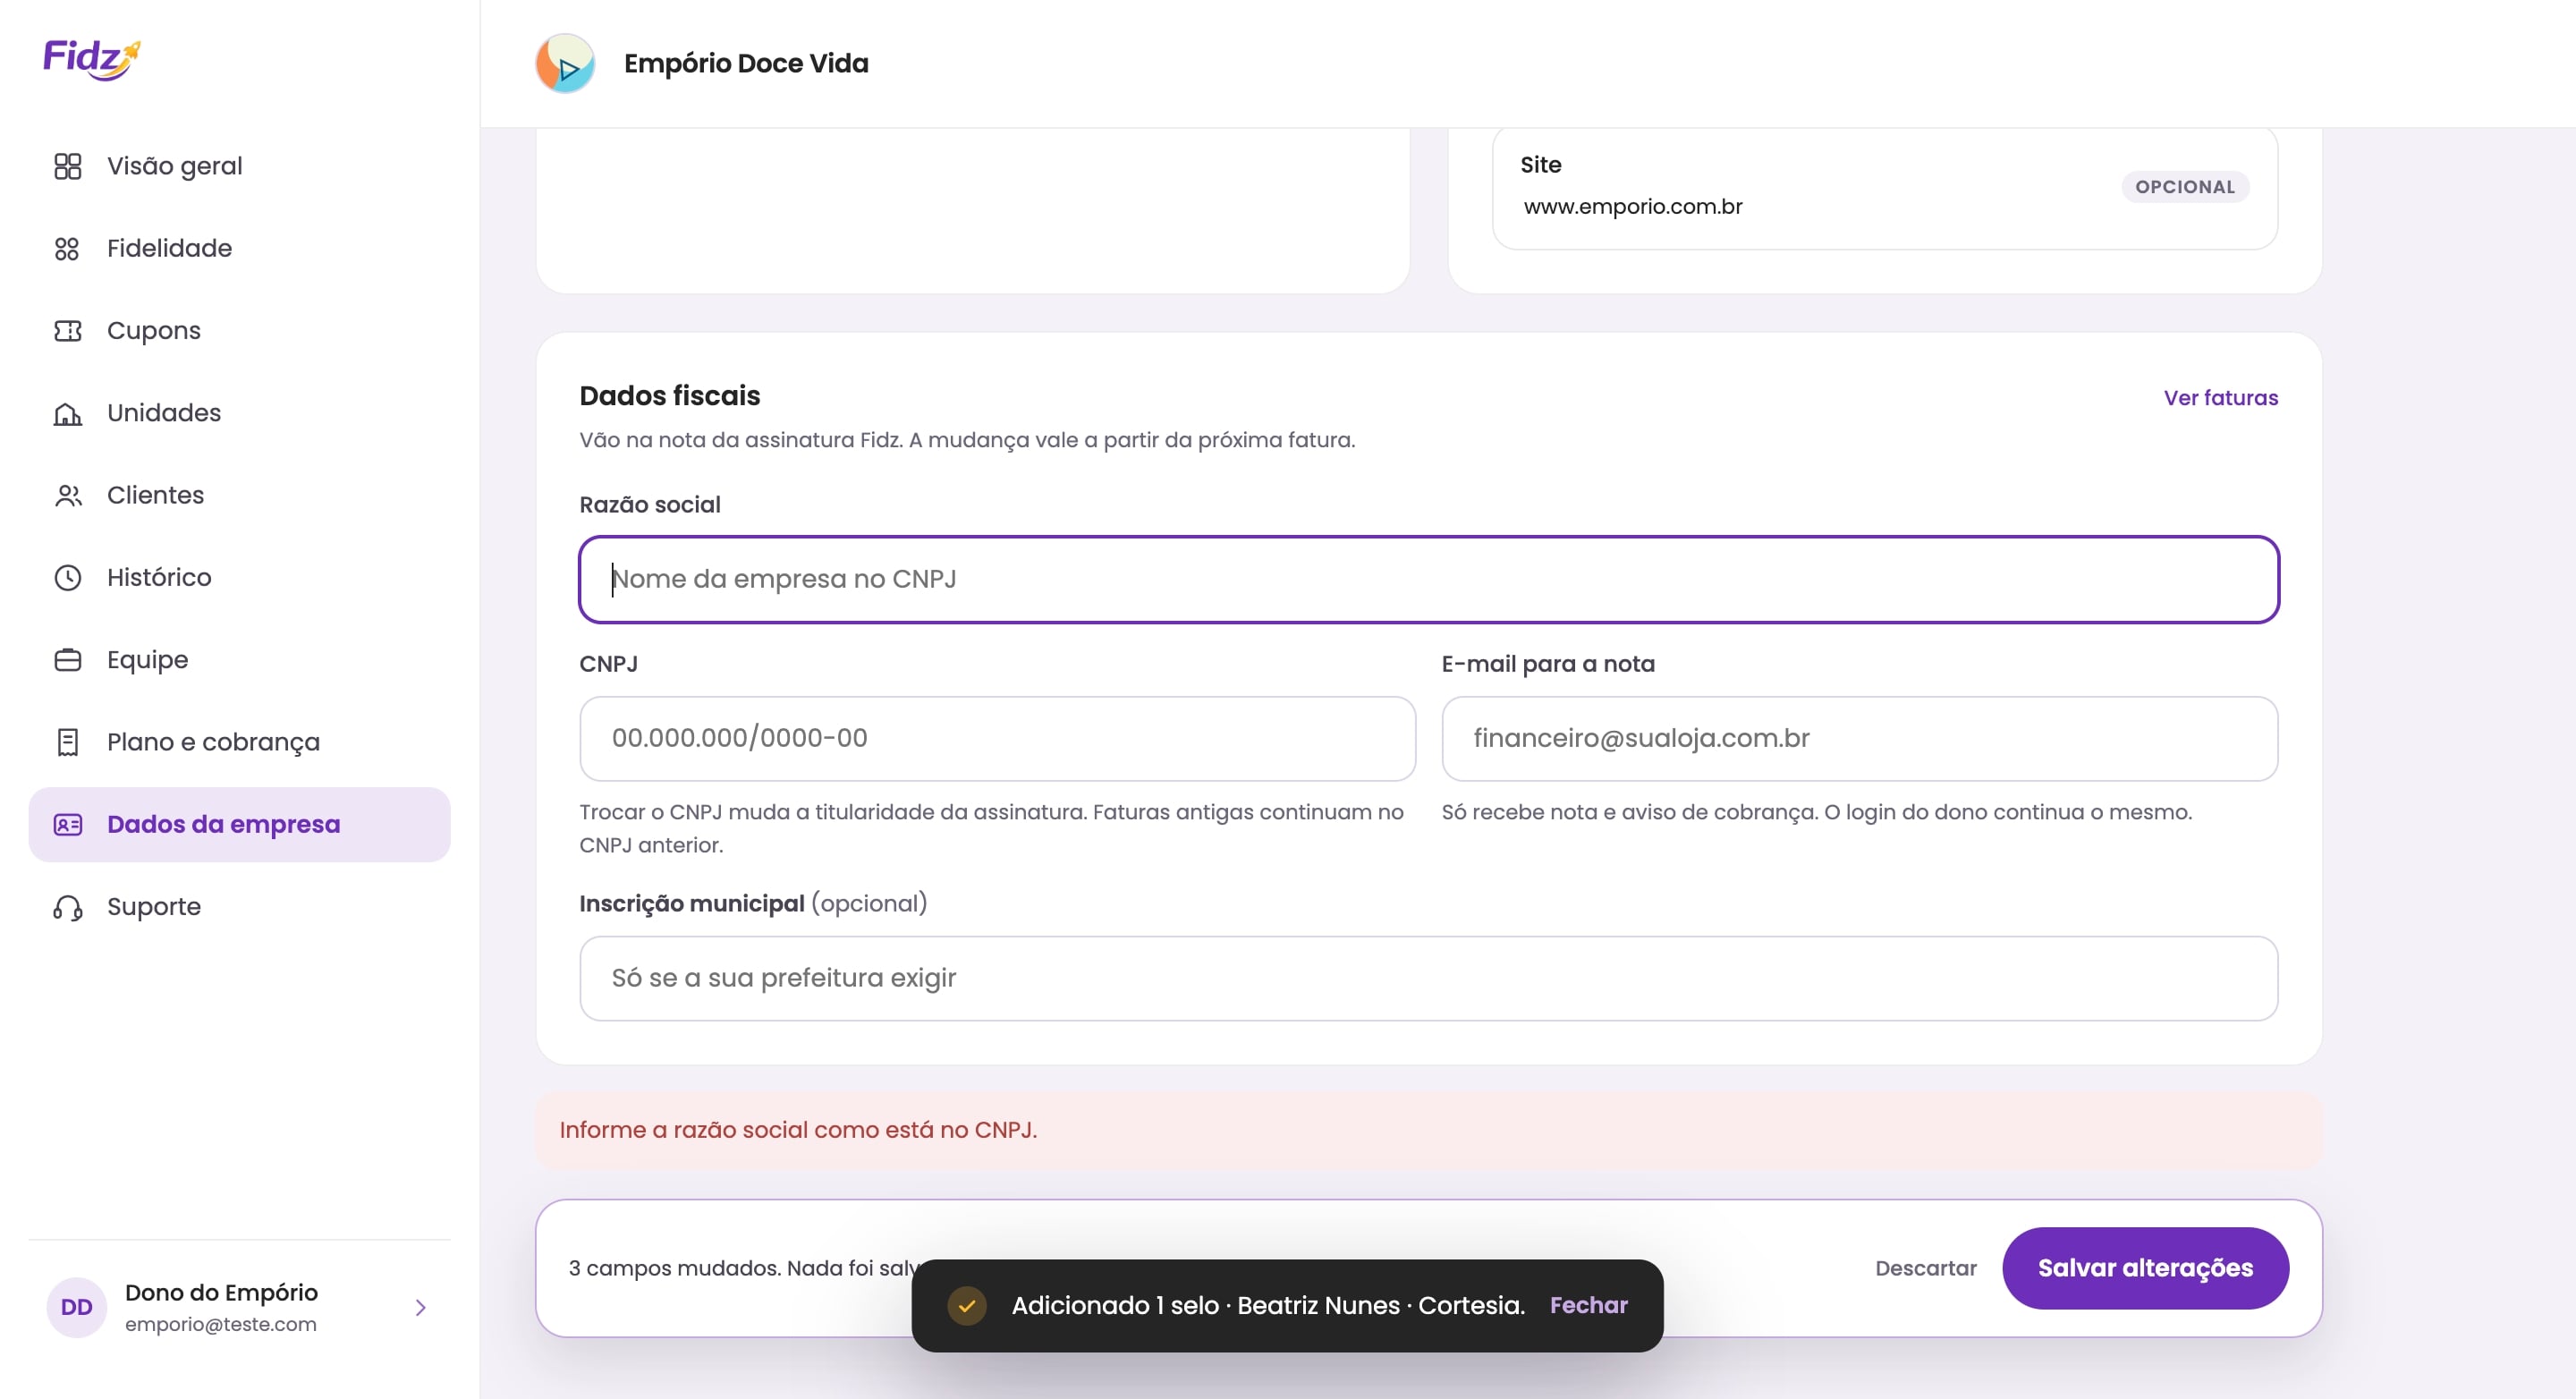 Fidz
Visão geral
Fidelidade
Cupons
Unidades
Clientes
Histórico
Equipe
Plano e cobrança
Dados da empresa
Suporte
DD
Dono do Empório
emporio@teste.com
Empório Doce Vida
Site
www.emporio.com.br
OPCIONAL
Dados fiscais
Ver faturas
Vão na nota da assinatura Fidz. A mudança vale a partir da próxima fatura.
Razão social
Nome da empresa no CNPJ
CNPJ
00.000.000/0000-00
Trocar o CNPJ muda a titularidade da assinatura. Faturas antigas continuam no
CNPJ anterior.
E-mail para a nota
financeiro@sualoja.com.br
Só recebe nota e aviso de cobrança. O login do dono continua o mesmo.
Inscrição municipal (opcional)
Só se a sua prefeitura exigir
Informe a razão social como está no CNPJ.
3 campos mudados. Nada foi salv
Descartar
Salvar alterações
Adicionado 1 selo · Beatriz Nunes · Cortesia.
Fechar